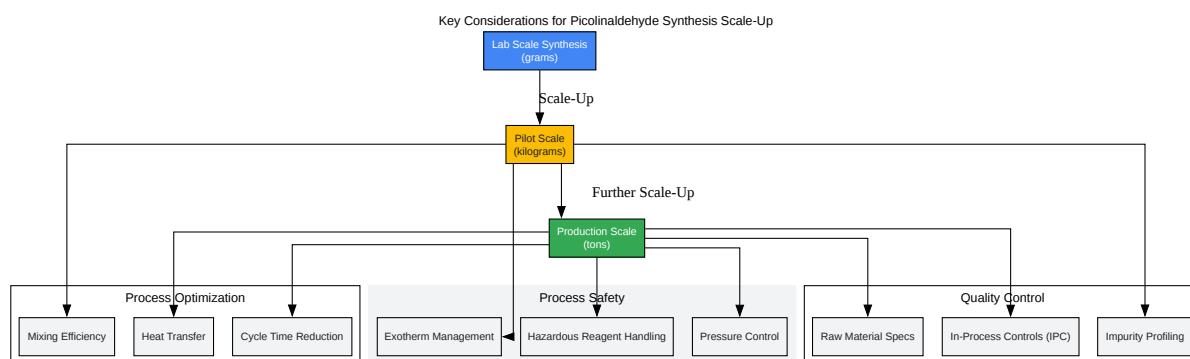 Key Considerations for Picolinaldehyde Synthesis Scale-Up
Lab Scale Synthesis
(grams)
Scale-Up
Pilot Scale
(kilograms)
Further Scale-Up
Production Scale
(tons)
Process Optimization
Process Safety
Quality Control
Mixing Efficiency
Heat Transfer
Cycle Time Reduction
Exotherm Management
Hazardous Reagent Handling
Pressure Control
Raw Material Specs
In-Process Controls (IPC)
Impurity Profiling